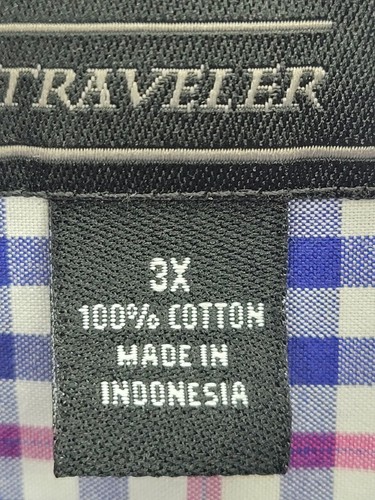 TRAVELER
3X
100% COTTON
MADE IN
INDONESIA